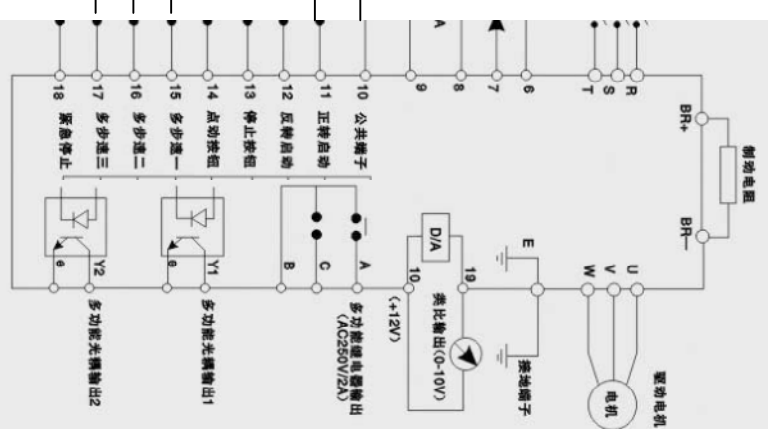 A
18
17
16
15
14
13
12
11
10
9
8
7
6
T
S
R
紧急停止
多步速三
多步速二
多步速一
点动按钮
停止按钮
反转启动
正转启动
公共端子
BR+
制动电阻
BR—
Y2
e
Y1
e
B
C
A
D/A
10
19
E
W
V
U
多功能光耦输出2
多功能光耦输出1
多功能继电器输出
(AC250V/2A)
(+12V)
类比输出(0-10V)
接地端子
电机
驱动电机